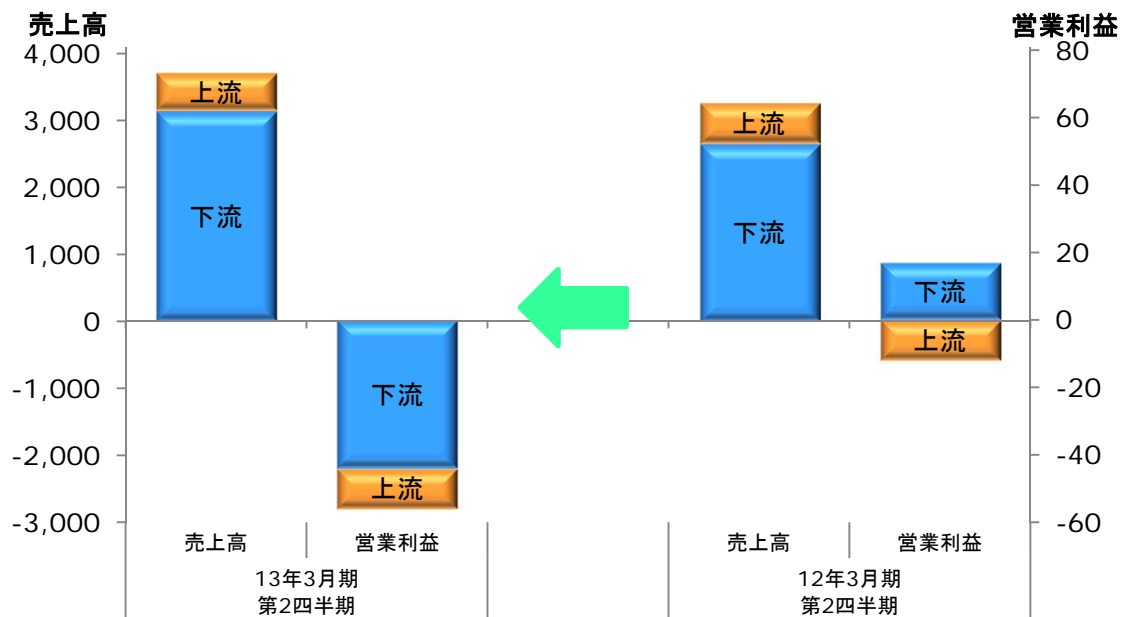 売上高
営業利益
4,000
3,000
2,000
1,000
0
-1,000
-2,000
-3,000
80
60
40
20
0
-20
-40
-60
上流
下流
下流
上流
上流
下流
下流
上流
売上高
営業利益
売上高
営業利益
13年3月期
第2四半期
12年3月期
第2四半期